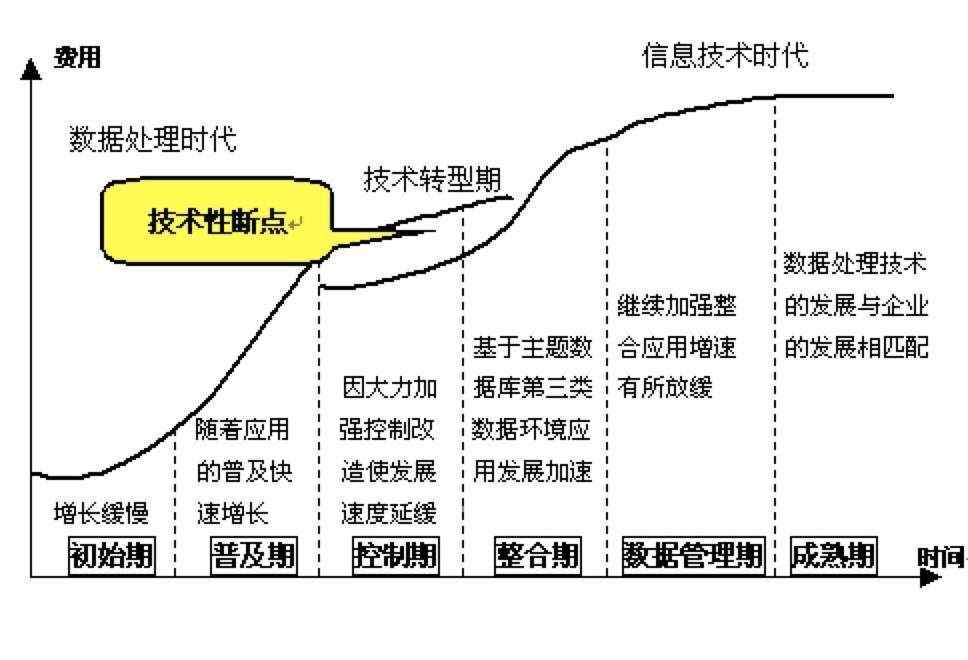 费用
信息技术时代
数据处理时代
技术转型期
技术性断点
增长缓慢
初始期
随着应用
的普及快
速增长
普及期
因大力加
强控制改
造使发展
速度延缓
控制期
基于主题数
据库第三类
数据环境应
用发展加速
整合期
继续加强整
合应用增速
有所放缓
数据管理期
数据处理技术
的发展与企业
的发展相匹配
成熟期
时间